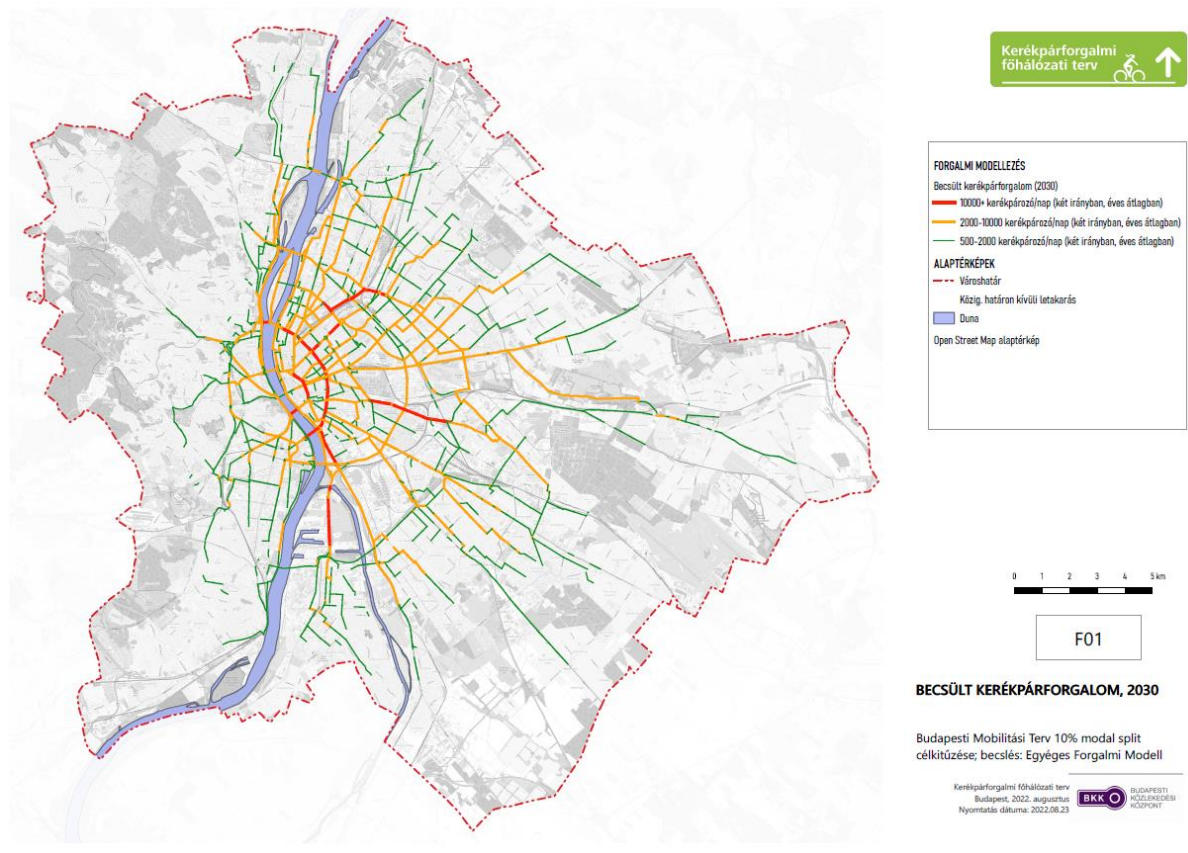 Kerékpárforgalmi
főhálózati terv
FORGALMI MODELLEZÉS
Becsült kerékpárforgalom (2030)
10000+ kerékpározó/nap (két irányban, éves átlagban)
2000-10000 kerékpározó/nap (két irányban, éves átlagban)
500-2000 kerékpározó/nap (két irányban, éves átlagban)
ALAPTÉRKÉPEK
Városhatár
Közig. határon kívüli letakarás
Duna
Open Street Map alaptérkép
0 1 2 3 4 5 km
F01
BECSÜLT KERÉKPÁRFORGALOM, 2030
Budapesti Mobilitási Terv 10% modal split
célkitűzése; becslés: Egyéges Forgalmi Modell
Kerékpárforgalmi főhálózati terv
Budapest, 2022. augusztus
Nyomtatás dátuma: 2022.08.23
BKK
BUDAPESTI
KÖZLEKEDÉSI
KÖZPONT